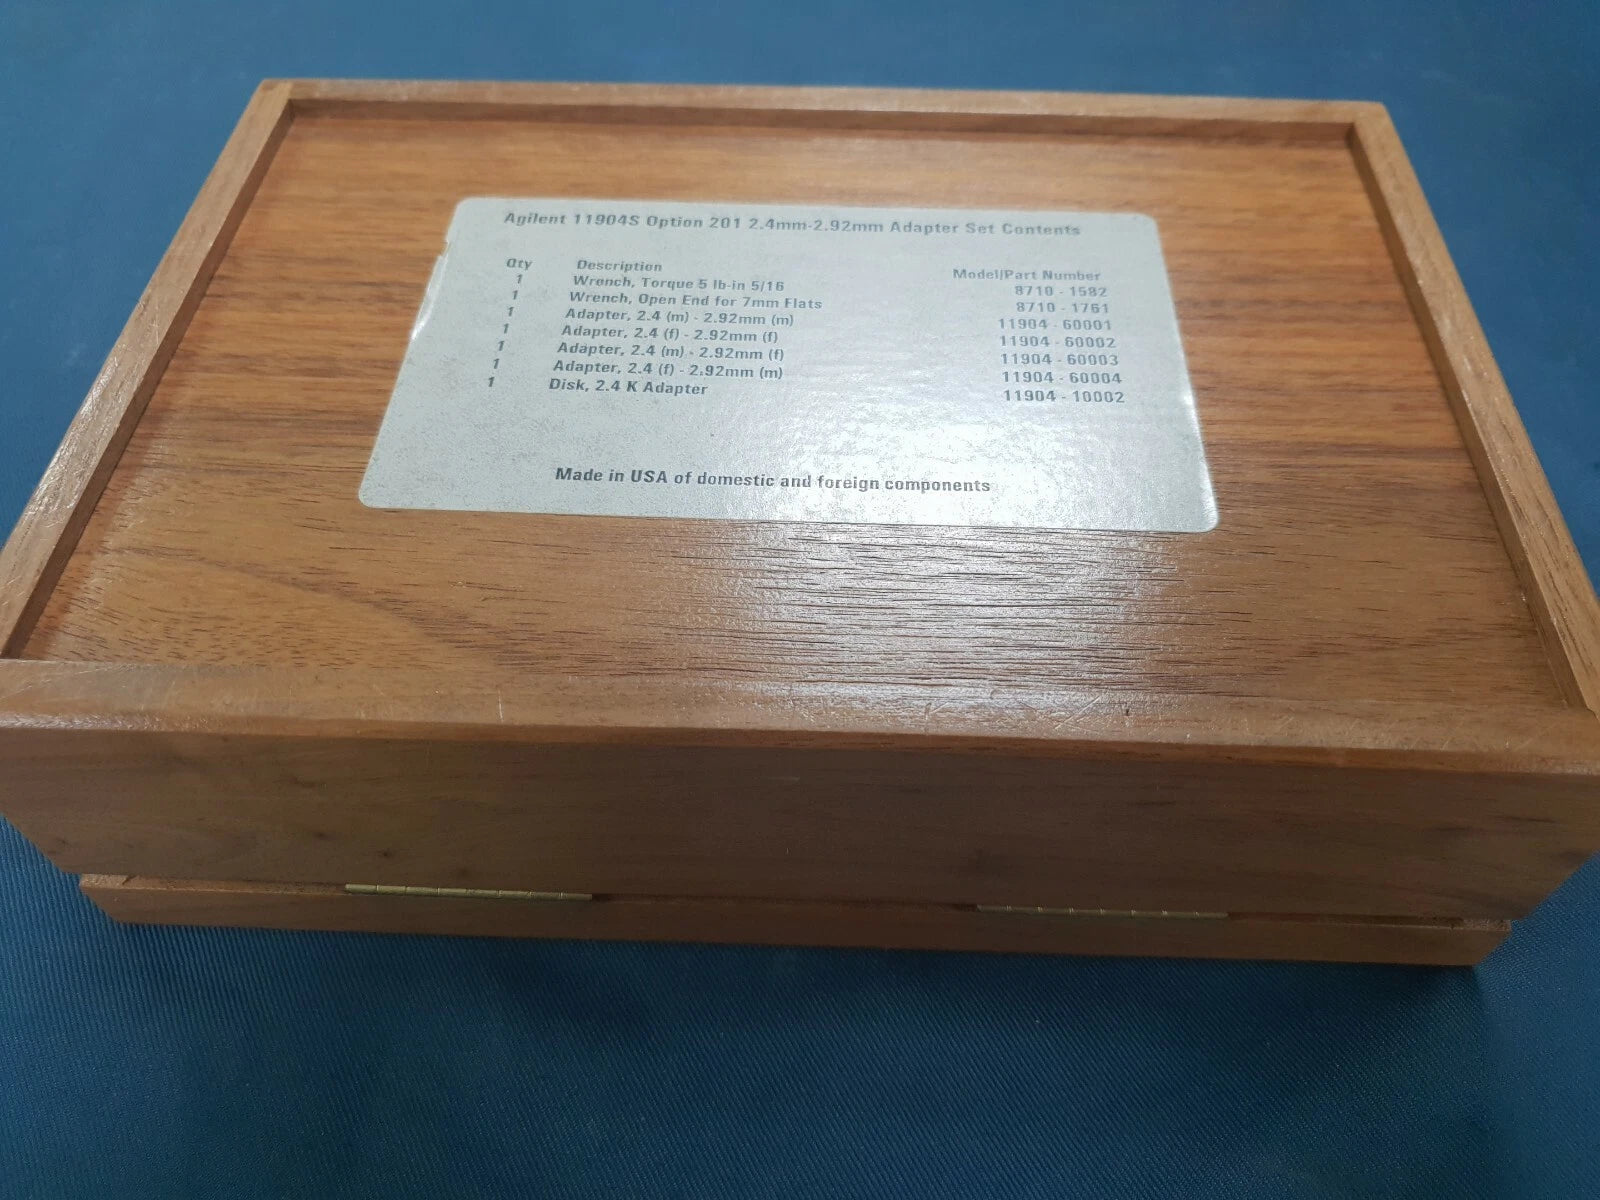 Agilent 11904S Option 201 2.4mm-2.92mm Adapter Set Contents
Qty Description Model/Part Number
1 Wrench, Torque 5 lb-in 5/16 8710 - 1582
1 Wrench, Open End for 7mm Flats 8710 - 1761
1 Adapter, 2.4 (m) - 2.92mm (m) 11904 - 60001
1 Adapter, 2.4 (f) - 2.92mm (f) 11904 - 60002
1 Adapter, 2.4 (m) - 2.92mm (f) 11904 - 60003
1 Adapter, 2.4 (f) - 2.92mm (m) 11904 - 60004
1 Disk, 2.4 K Adapter 11904 - 10002
Made in USA of domestic and foreign components